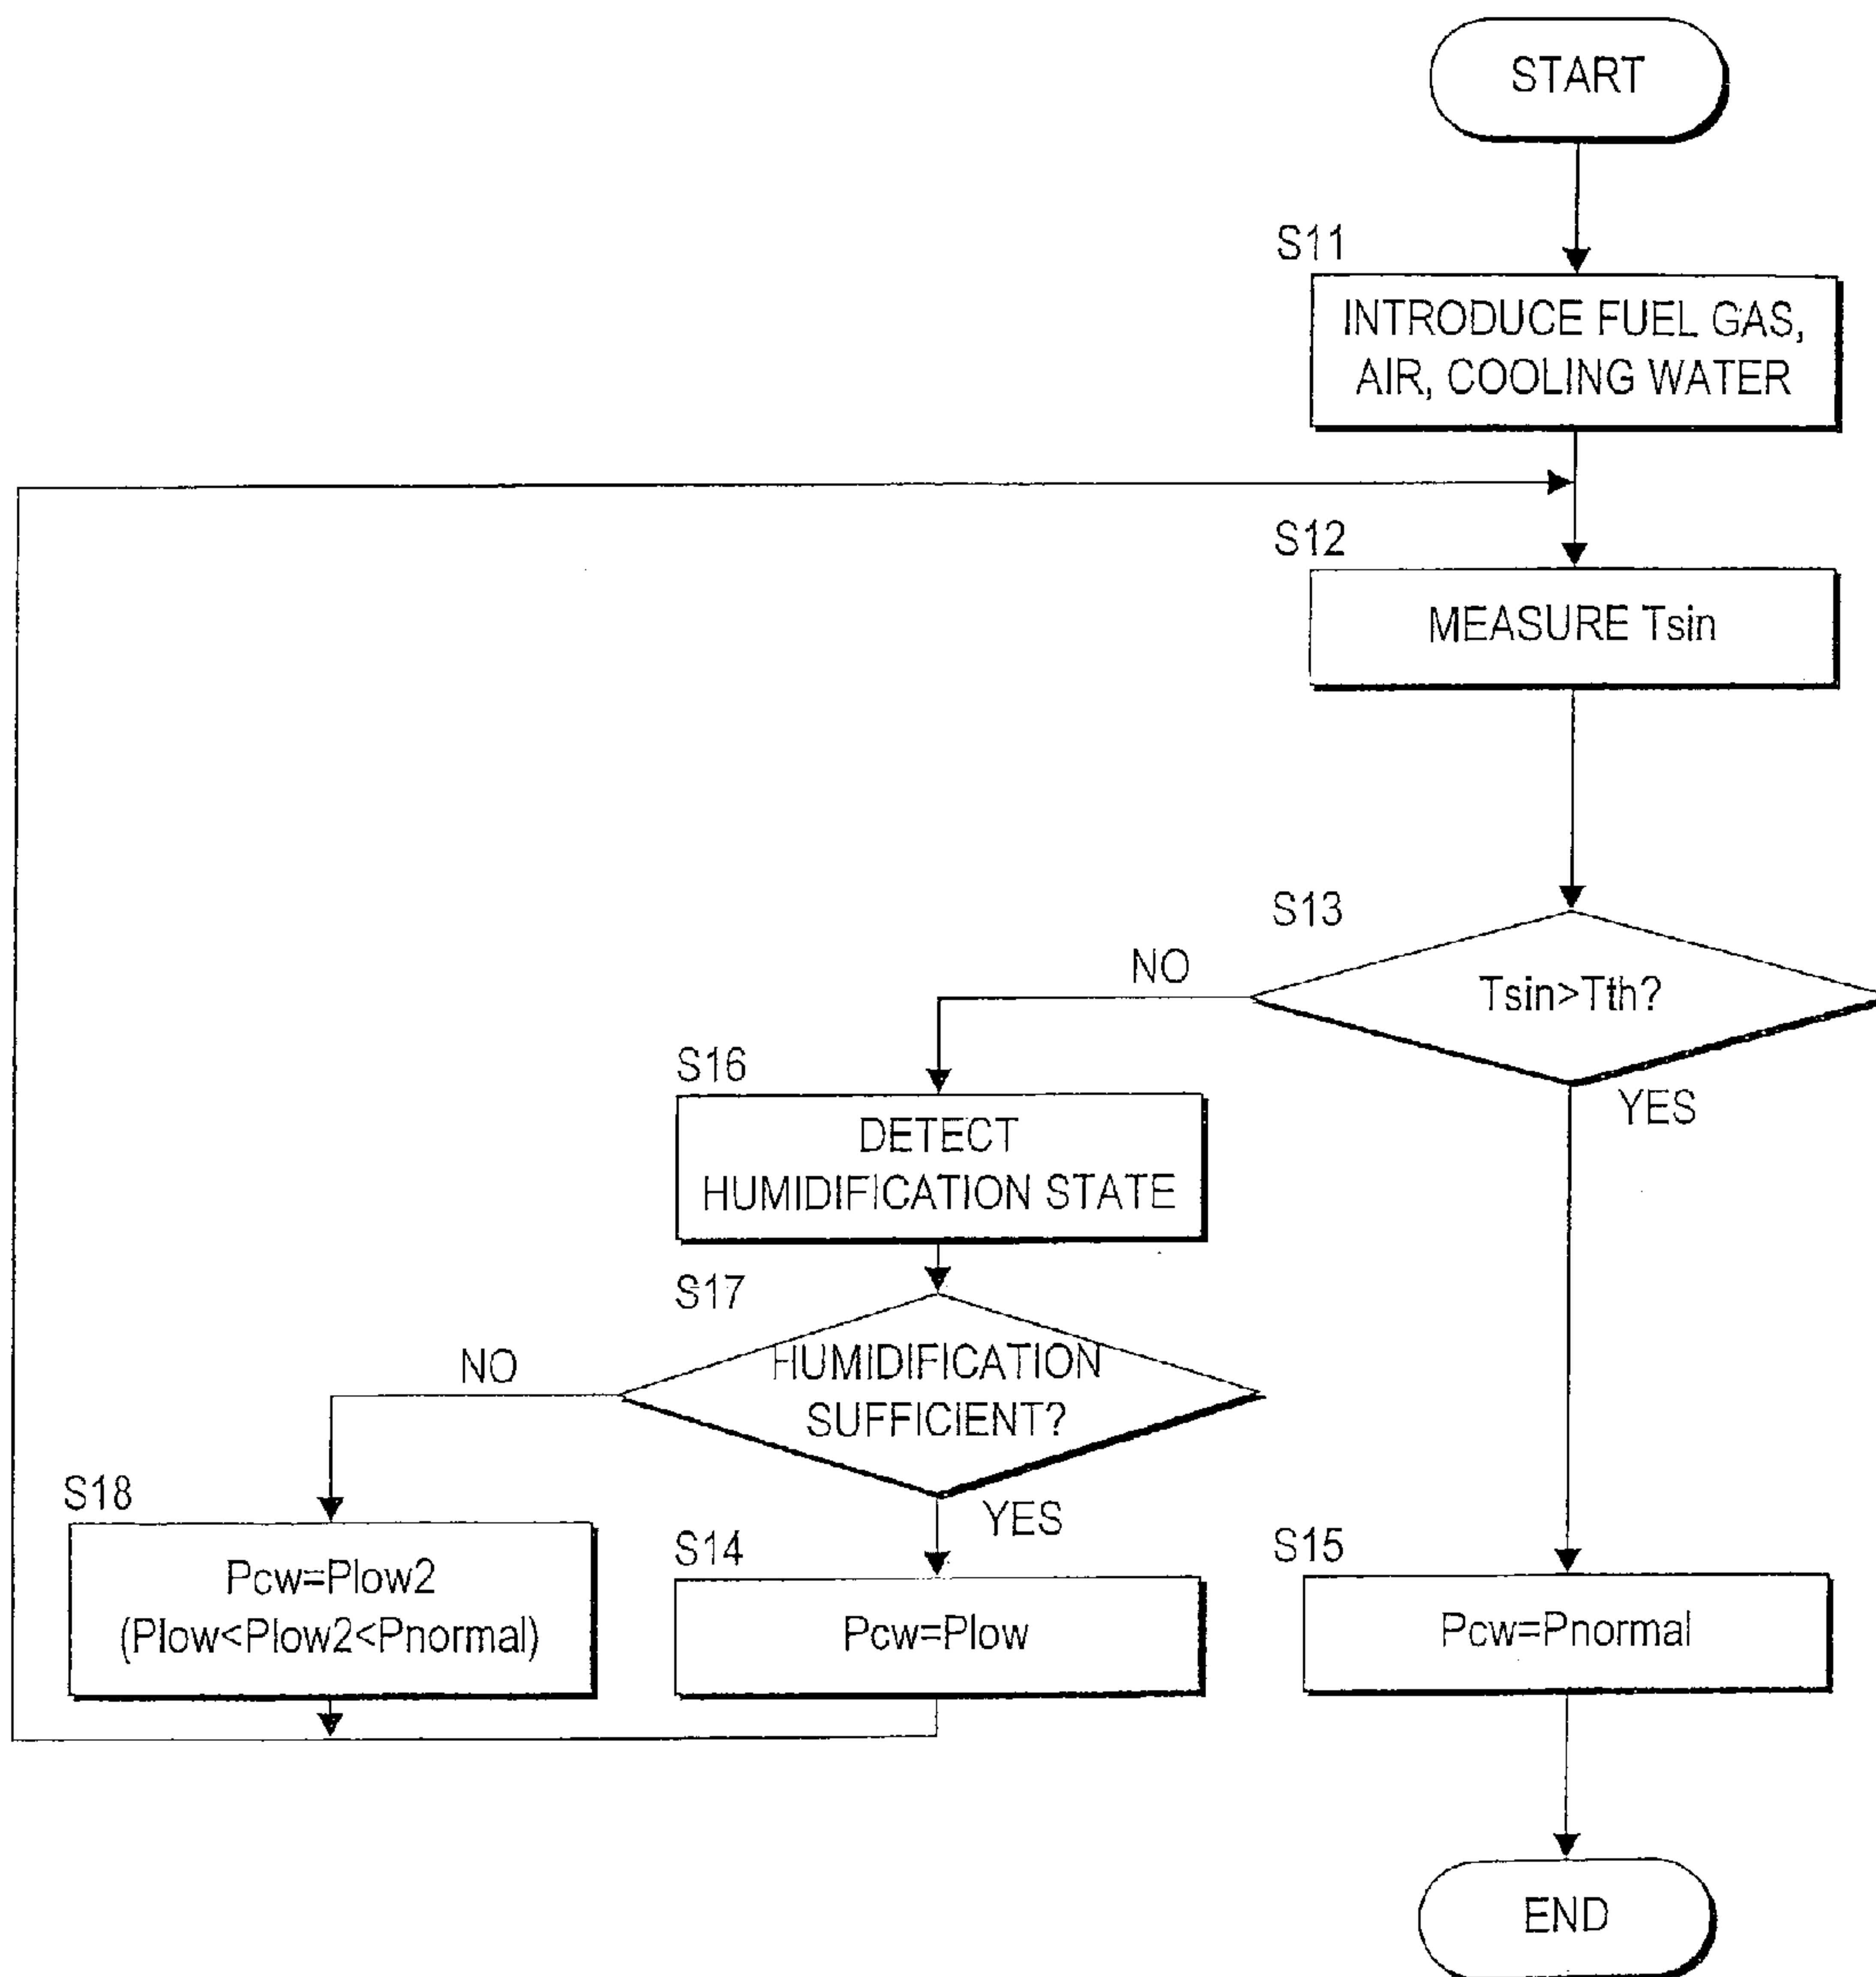 START
S11
INTRODUCE FUEL GAS,
AIR, COOLING WATER
S12
MEASURE Tsin
S13
Tsin>Tth?
NO
YES
S16
DETECT
HUMIDIFICATION STATE
S17
HUMIDIFICATION
SUFFICIENT?
NO
YES
S18
Pcw=Plow2
(Plow<Plow2<Pnormal)
S14
Pcw=Plow
S15
Pcw=Pnormal
END